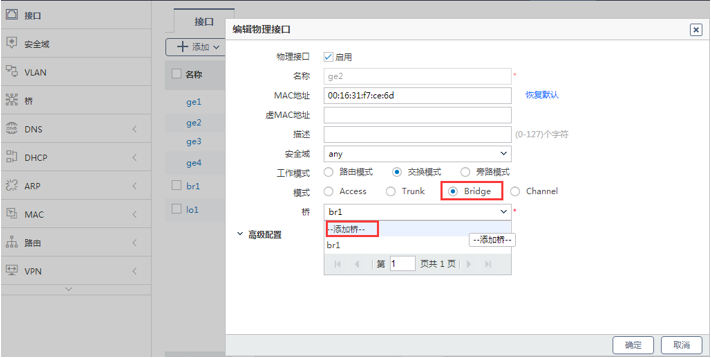 接口
安全域
VLAN
桥
DNS
DHCP
ARP
MAC
路由
VPN
接口
添加
名称
ge1
ge2
ge3
ge4
br1
lo1
编辑物理接口
物理接口 启用
名称 ge2 *
MAC地址 00:16:31:f7:ce:6d 恢复默认
虚MAC地址
描述 (0-127)个字符
安全域 any
工作模式 路由模式 交换模式 旁路模式
模式 Access Trunk Bridge Channel
桥 br1 *
--添加桥--
高级配置
--添加桥--
br1
第 1 页共 1 页
确定 取消